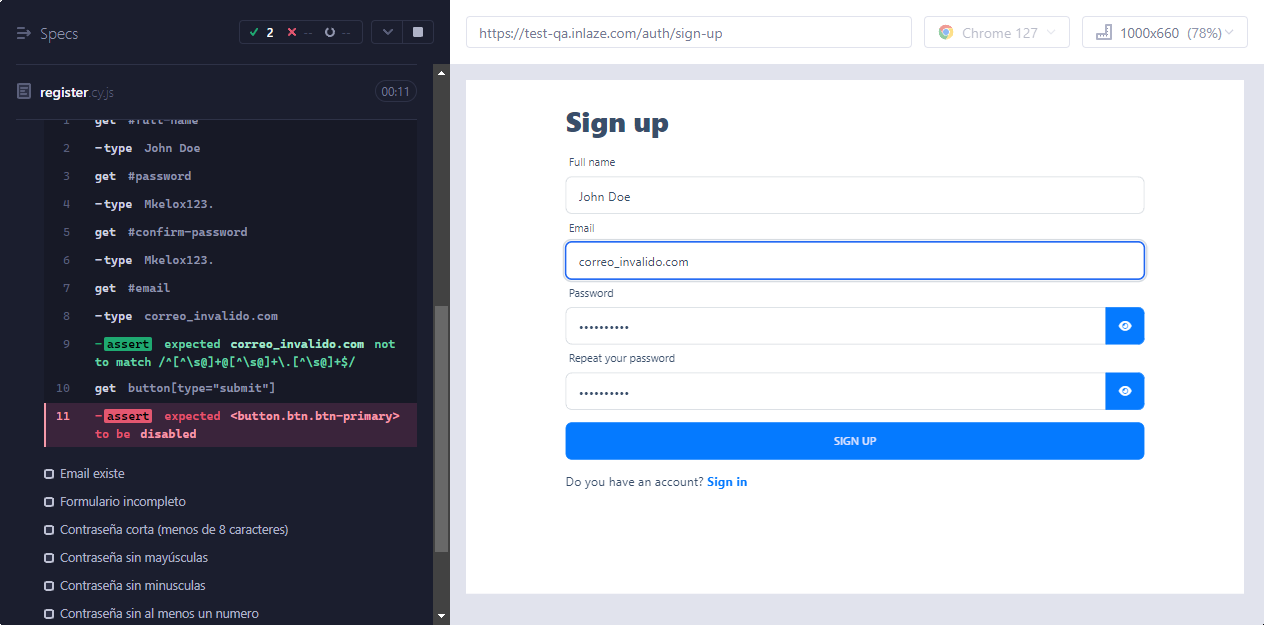 Specs
2 -- --
register.cy.js
00:11
1 get #full-name
2 -type John Doe
3 get #password
4 -type Mkelox123.
5 get #confirm-password
6 -type Mkelox123.
7 get #email
8 -type correo_invalido.com
9 -assert expected correo_invalido.com not
to match /^[^\s@]+@[^\s@]+\.[^\s@]+$/
10 get button[type="submit"]
11 -assert expected <button.btn.btn-primary>
to be disabled
Email existe
Formulario incompleto
Contraseña corta (menos de 8 caracteres)
Contraseña sin mayúsculas
Contraseña sin minusculas
Contraseña sin al menos un numero
https://test-qa.inlaze.com/auth/sign-up
Chrome 127
1000x660 (78%)
Sign up
Full name
John Doe
Email
correo_invalido.com
Password
••••••••••
Repeat your password
••••••••••
SIGN UP
Do you have an account? Sign in